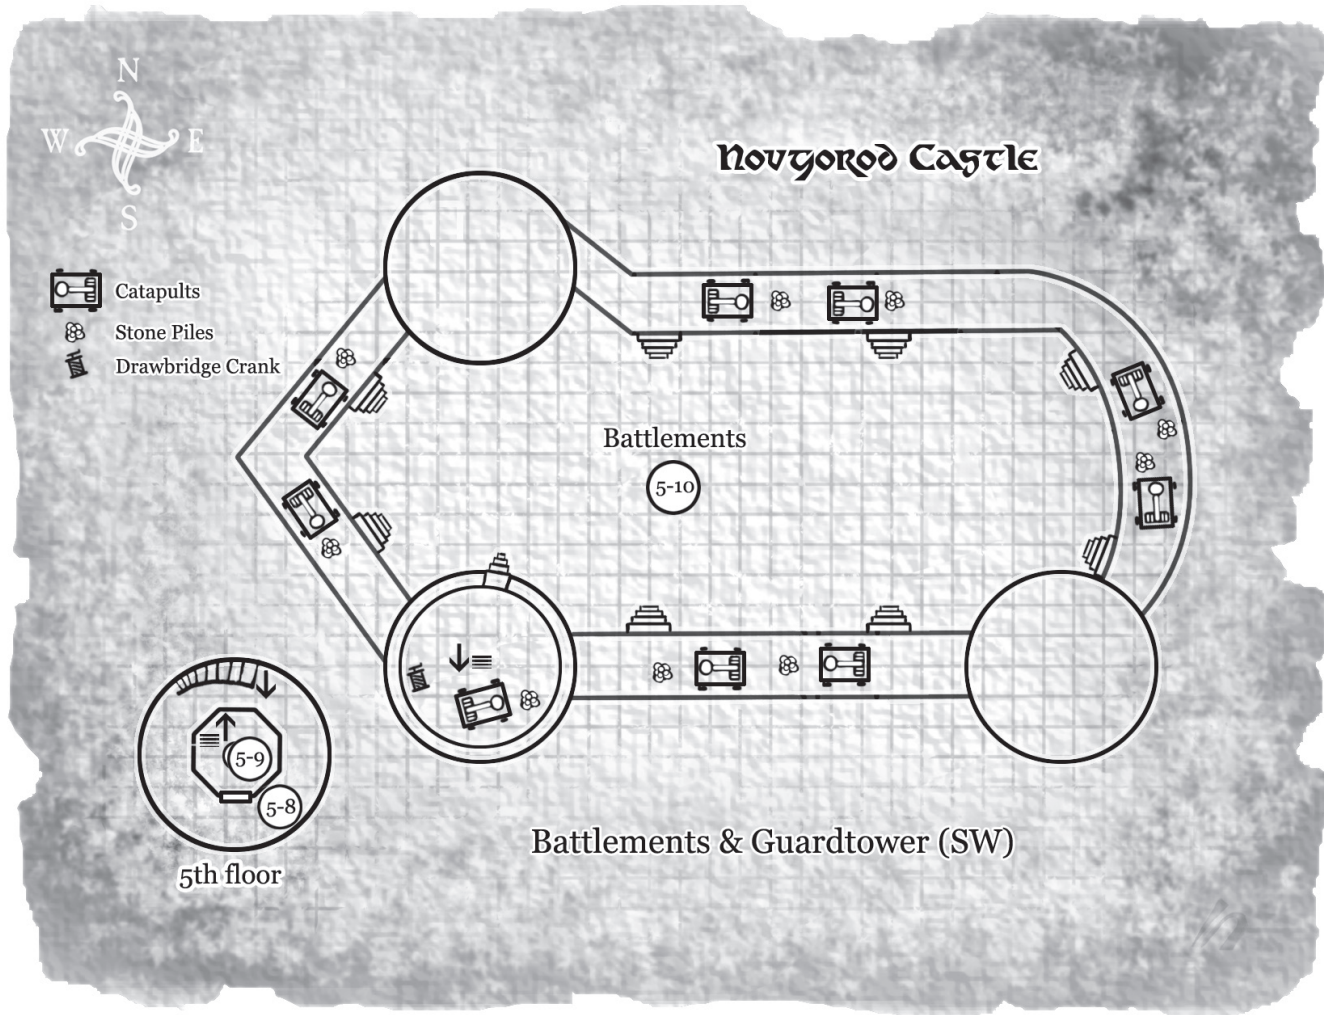 N
W E
S
Novgorod Castle
Catapults
Stone Piles
Drawbridge Crank
Battlements
5-10
5-9
5-8
5th floor
Battlements & Guardtower (SW)